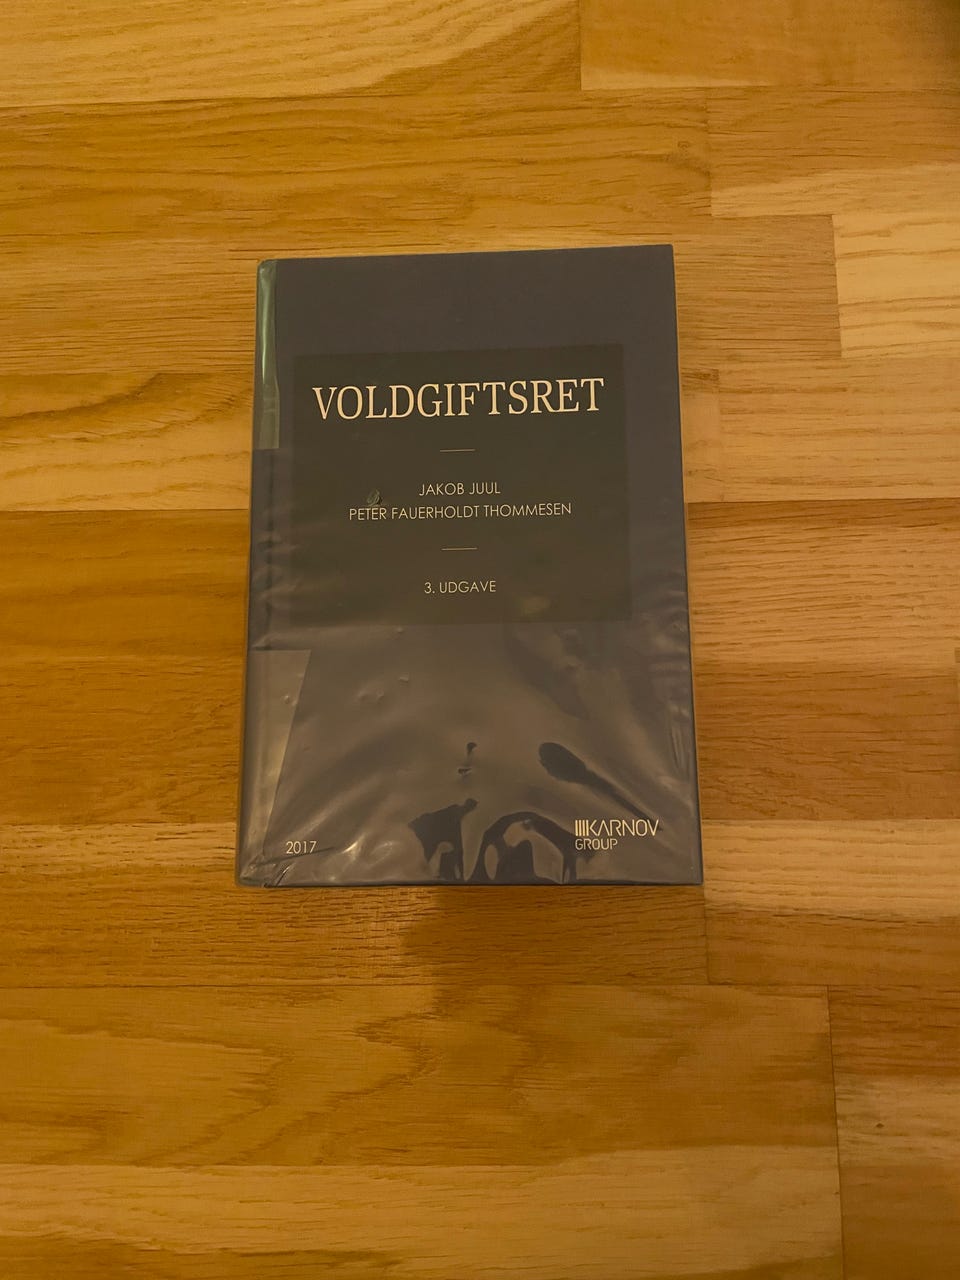 VOLDGIFTSRET
JAKOB JUUL
PETER FAUERHOLDT THOMMESEN
3. UDGAVE
2017
KARNOV
GROUP